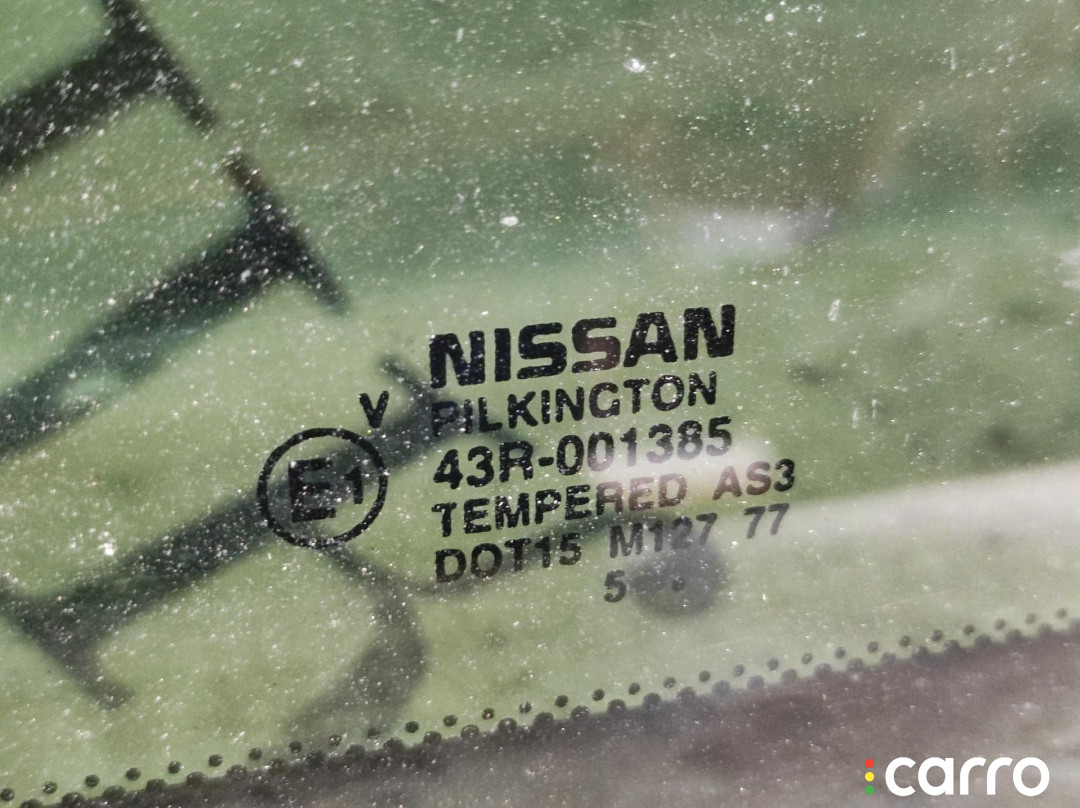 NISSAN
V
PILKINGTON
E1
43R-001385
TEMPERED AS3
DOT15 M127 77
5 .
carro